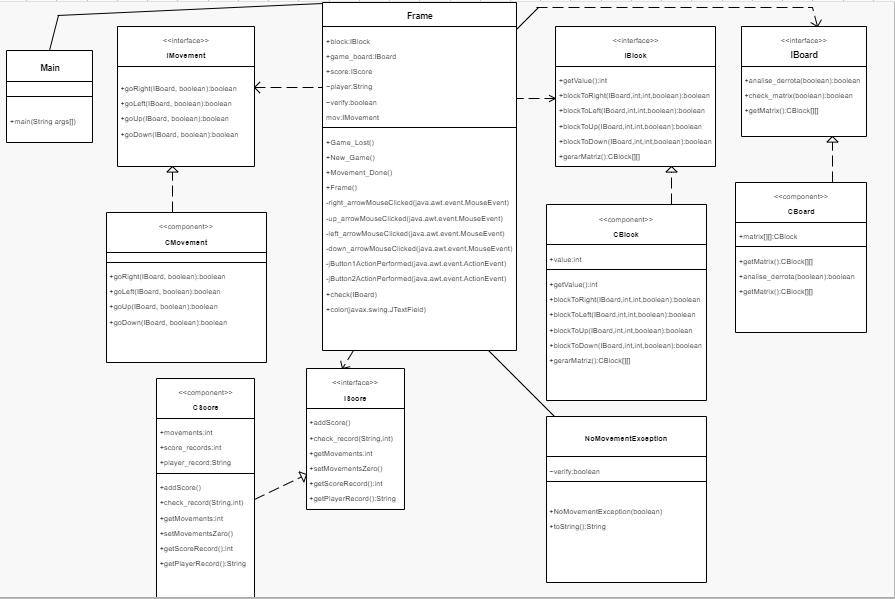 Main
+main(String args[])
<<interface>>
IMovement
+goRight(IBoard, boolean):boolean
+goLeft(IBoard, boolean):boolean
+goUp(IBoard, boolean):boolean
+goDown(IBoard, boolean):boolean
Frame
+block:IBlock
+game_board:IBoard
+score:IScore
~player:String
~verify:boolean
mov:IMovement
+Game_Lost()
+New_Game()
+Movement_Done()
+Frame()
-right_arrowMouseClicked(java.awt.event.MouseEvent)
-up_arrowMouseClicked(java.awt.event.MouseEvent)
-left_arrowMouseClicked(java.awt.event.MouseEvent)
-down_arrowMouseClicked(java.awt.event.MouseEvent)
-jButton1ActionPerformed(java.awt.event.ActionEvent)
-jButton2ActionPerformed(java.awt.event.ActionEvent)
+check(IBoard)
+color(javax.swing.JTextField)
<<interface>>
IBlock
+getValue():int
+blockToRight(IBoard,int,int,boolean):boolean
+blockToLeft(IBoard,int,int,boolean):boolean
+blockToUp(IBoard,int,int,boolean):boolean
+blockToDown(IBoard,int,int,boolean):boolean
+gerarMatriz():CBlock[][]
<<interface>>
IBoard
+analise_derrota(boolean):boolean
+check_matrix(boolean):boolean
+getMatrix():CBlock[][]
<<component>>
CMovement
+goRight(IBoard, boolean):boolean
+goLeft(IBoard, boolean):boolean
+goUp(IBoard, boolean):boolean
+goDown(IBoard, boolean):boolean
<<component>>
CBlock
+value:int
+getValue():int
+blockToRight(IBoard,int,int,boolean):boolean
+blockToLeft(IBoard,int,int,boolean):boolean
+blockToUp(IBoard,int,int,boolean):boolean
+blockToDown(IBoard,int,int,boolean):boolean
+gerarMatriz():CBlock[][]
<<component>>
CBoard
+matrix[][]:CBlock
+getMatrix():CBlock[][]
+analise_derrota(boolean):boolean
+getMatrix():CBlock[][]
<<component>>
CScore
+movements:int
+score_records:int
+player_record:String
+addScore()
+check_record(String,int)
+getMovements:int
+setMovementsZero()
+getScoreRecord():int
+getPlayerRecord():String
<<interface>>
IScore
+addScore()
+check_record(String,int)
+getMovements:int
+setMovementsZero()
+getScoreRecord():int
+getPlayerRecord():String
NoMovementException
~verify:boolean
+NoMovementException(boolean)
+toString():String